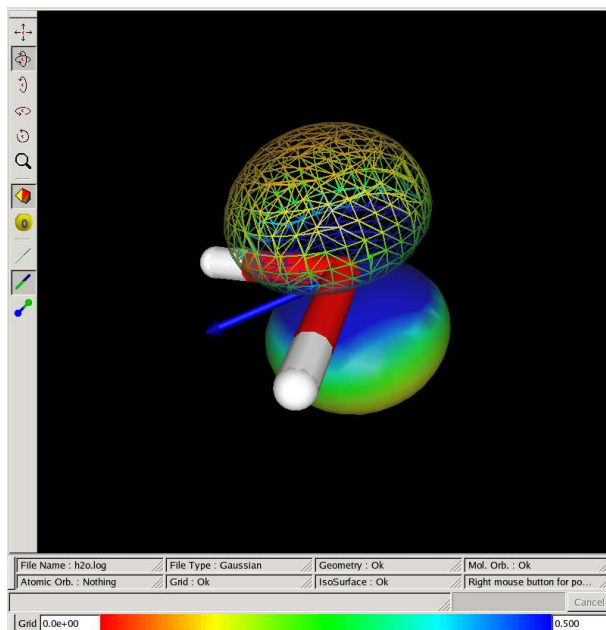 File Name : h2o.log File Type : Gaussian Geometry : Ok Mol. Orb. : Ok
Atomic Orb. : Nothing Grid : Ok IsoSurface : Ok Right mouse button for po...
Cancel
Grid 0.0e+00 0.500